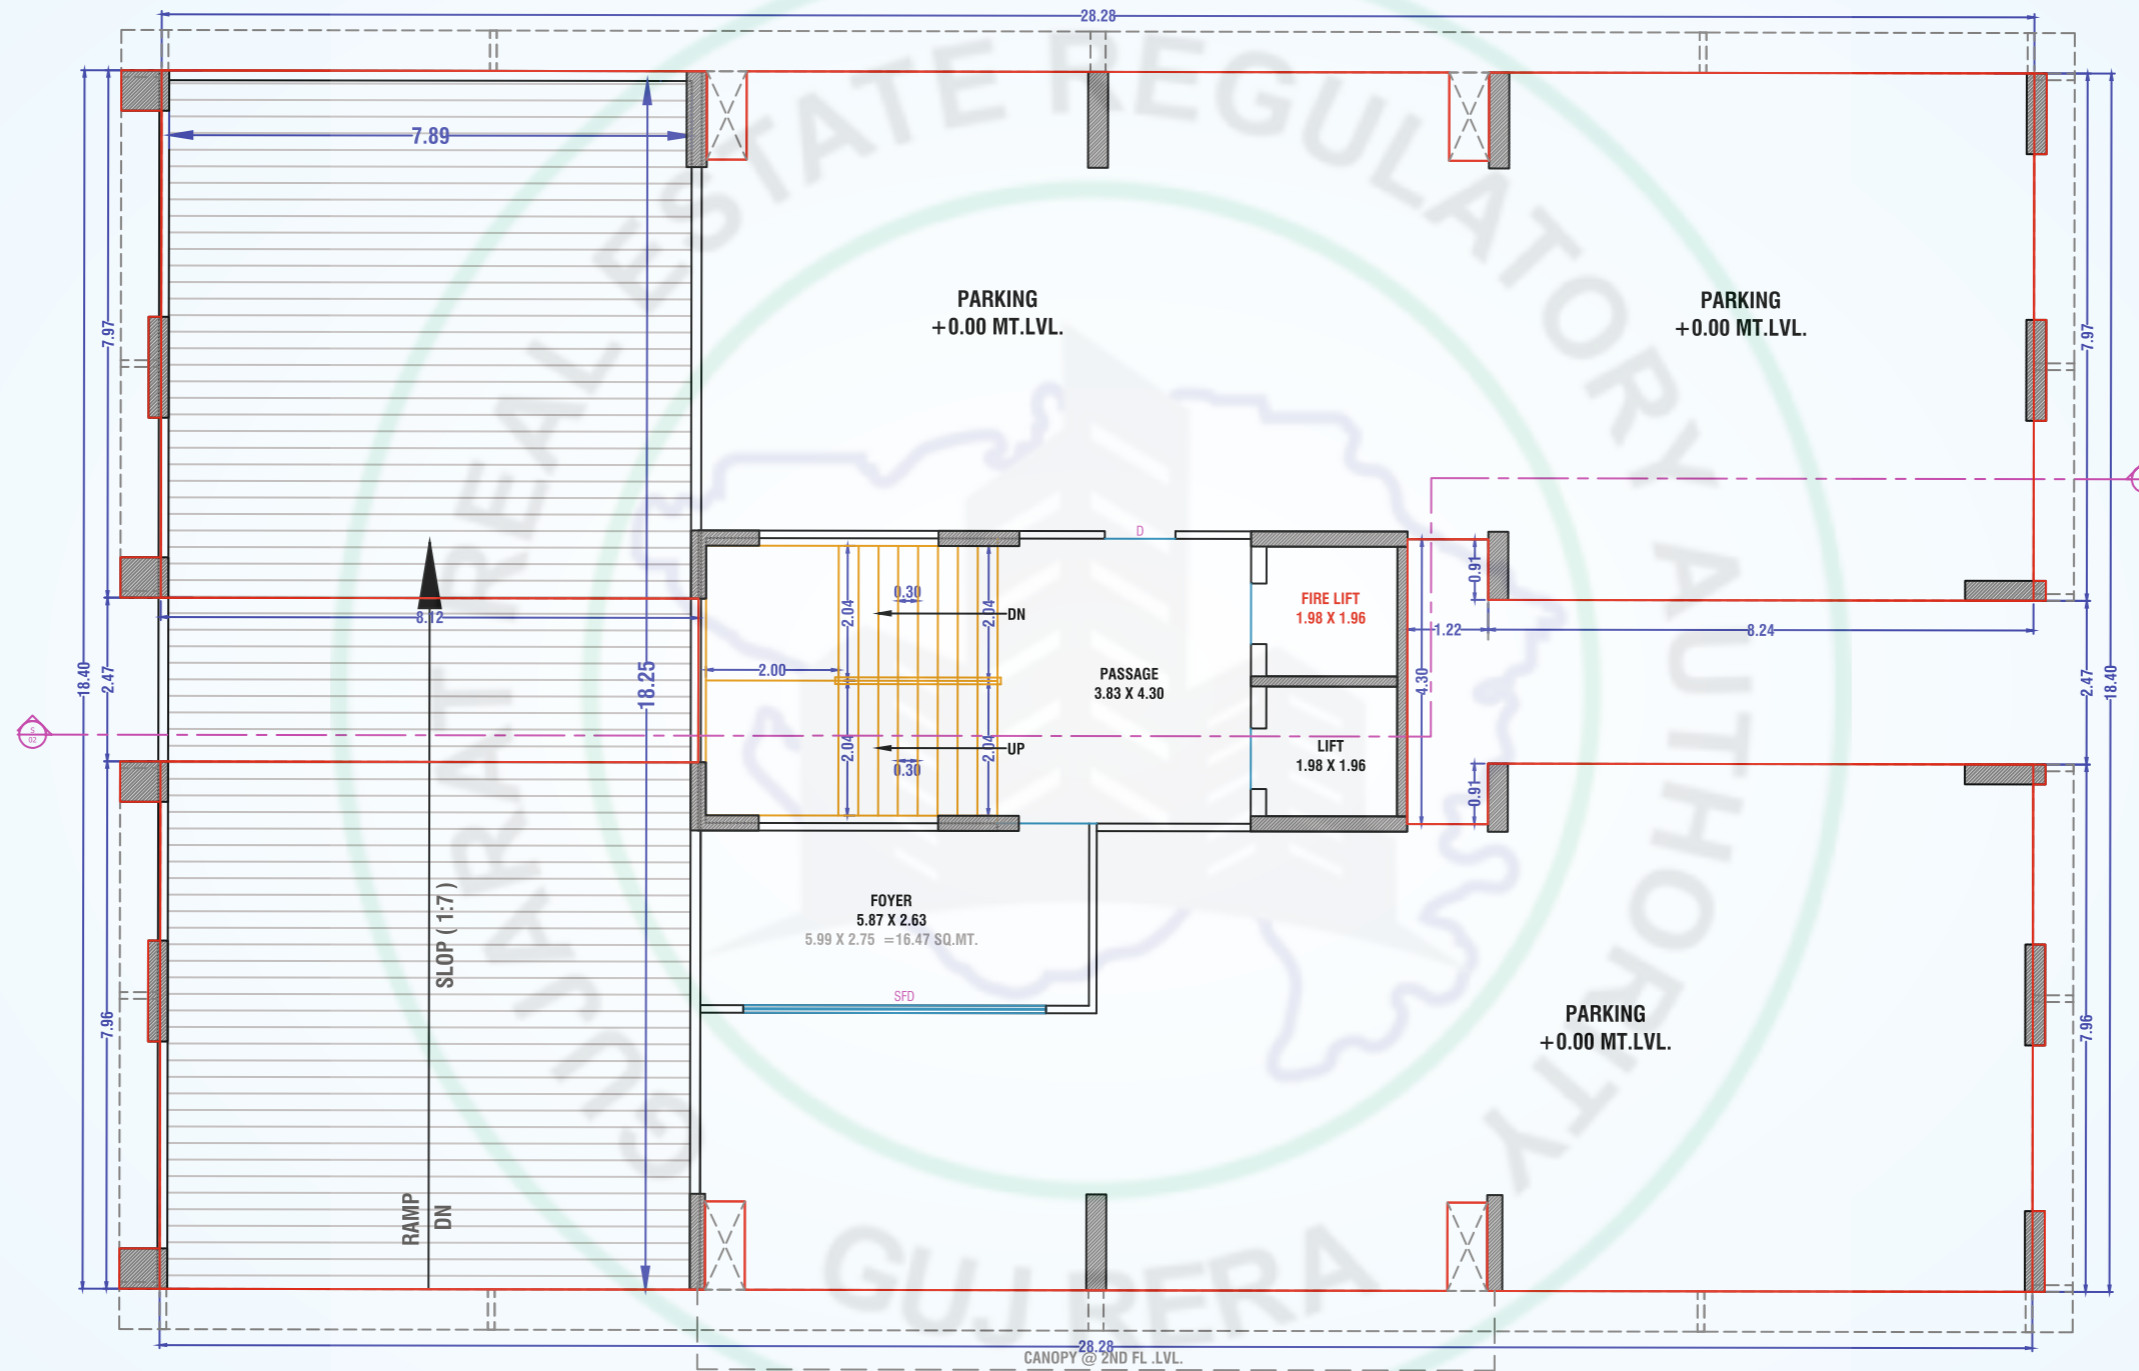 28.28
7.89
PARKING
+0.00 MT.LVL.
PARKING
+0.00 MT.LVL.
7.97
7.97
D
0.30
2.04
2.04
DN
FIRE LIFT
1.98 X 1.96
0.91
8.12
1.22
8.24
18.40
2.47
18.25
2.00
PASSAGE
3.83 X 4.30
4.30
2.47
18.40
S
02
2.04
2.04
UP
0.30
LIFT
1.98 X 1.96
0.91
FOYER
5.87 X 2.63
5.99 X 2.75 =16.47 SQ.MT.
SLOP ( 1:7 )
SFD
PARKING
+0.00 MT.LVL.
7.96
7.96
RAMP
DN
28.28
CANOPY @ 2ND FL .LVL.
GUJARAT REAL ESTATE REGULATORY AUTHORITY
GUJ RERA